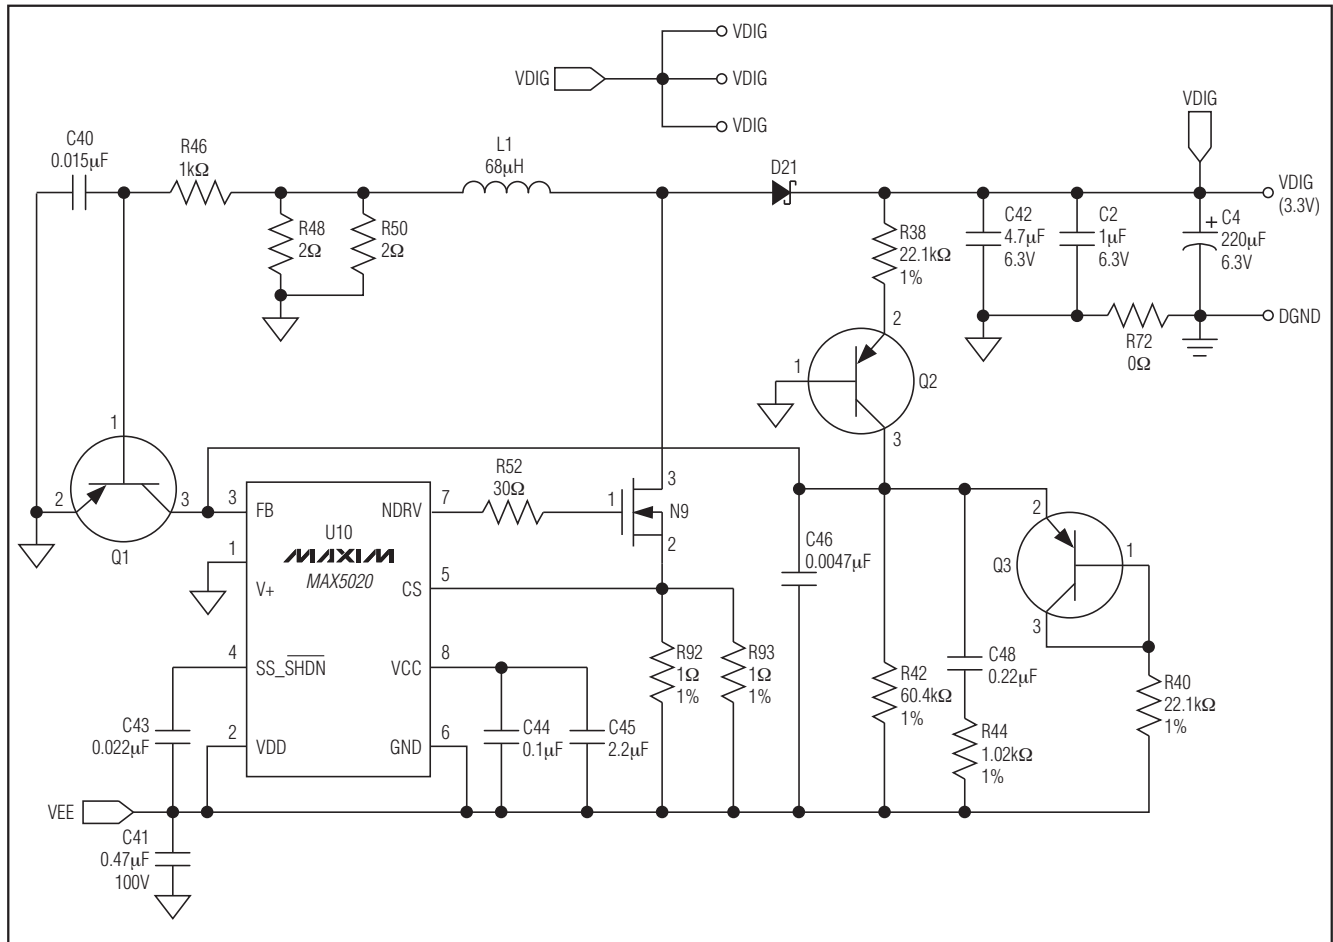 VDIG
VDIG
VDIG
VDIG
VDIG
C40
0.015μF
R46
1kΩ
L1
68μH
D21
VDIG
(3.3V)
R48
2Ω
R50
2Ω
R38
22.1kΩ
1%
C42
4.7μF
6.3V
C2
1μF
6.3V
+
C4
220μF
6.3V
R72
0Ω
DGND
2
1
Q2
3
1
2
3
Q1
R52
30Ω
1
3
N9
2
3
FB
NDRV
7
U10
MAXIM
MAX5020
1
V+
CS
5
4
SS_SHDN
VCC
8
2
VDD
GND
6
C46
0.0047μF
2
Q3
1
3
R92
1Ω
1%
R93
1Ω
1%
R42
60.4kΩ
1%
C48
0.22μF
R40
22.1kΩ
1%
R44
1.02kΩ
1%
C43
0.022μF
C44
0.1μF
C45
2.2μF
VEE
C41
0.47μF
100V